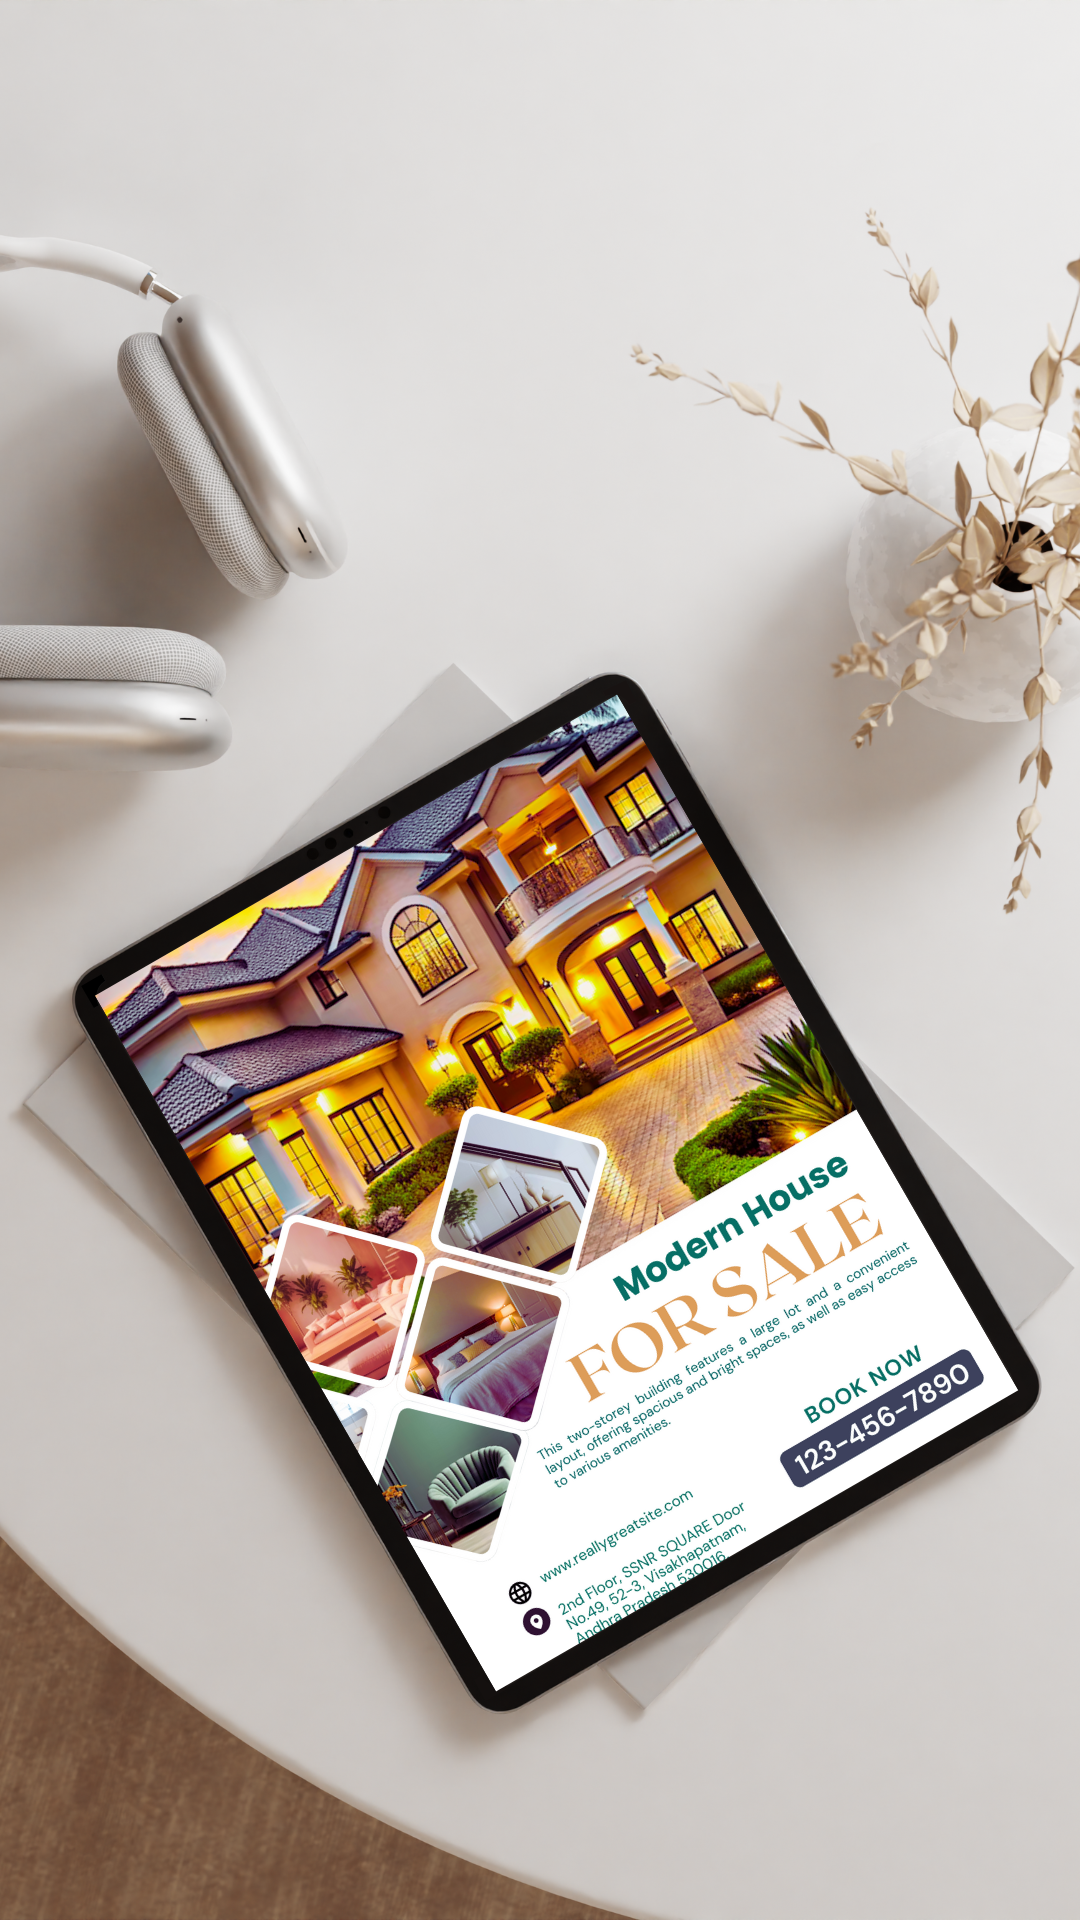 Modern House
FOR SALE
This two-storey building features a large lot and a convenient
layout, offering spacious and bright spaces, as well as easy access
to various amenities.
BOOK NOW
123-456-7890
www.reallygreatsite.com
2nd Floor, SSNR SQUARE Door
No.49, 52-3, Visakhapatnam,
Andhra Pradesh 530016